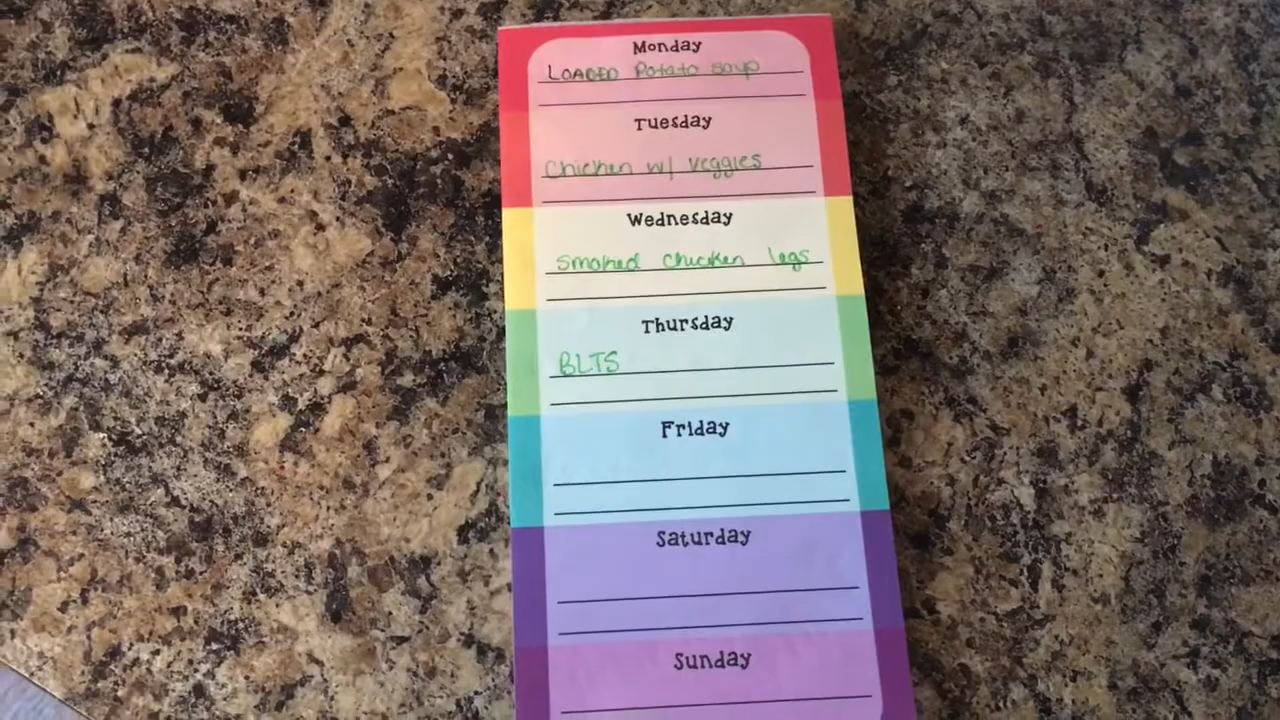 Monday
LOADED Potato soup
Tuesday
Chicken w/ veggies
Wednesday
Smoked chicken legs
Thursday
BLTS
Friday
Saturday
Sunday